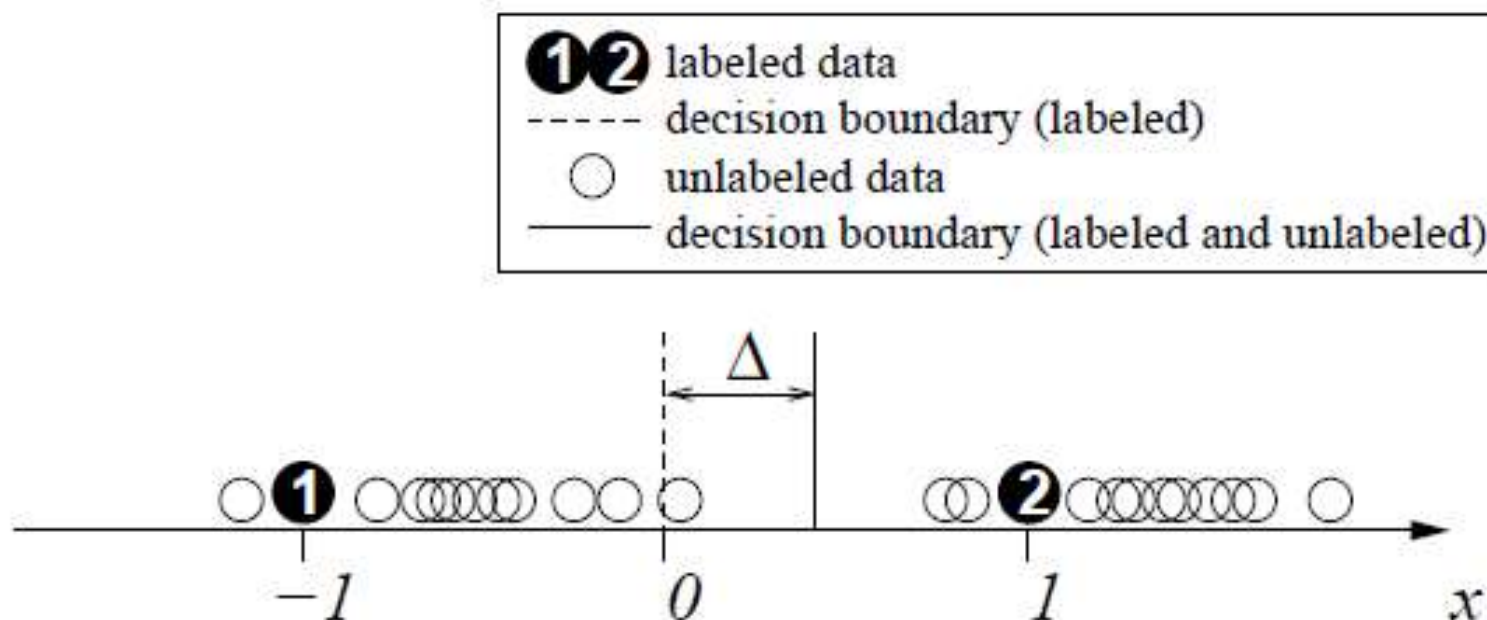 1 2 labeled data
decision boundary (labeled)
unlabeled data
decision boundary (labeled and unlabeled)
Δ
1 2
−1 0 1 x